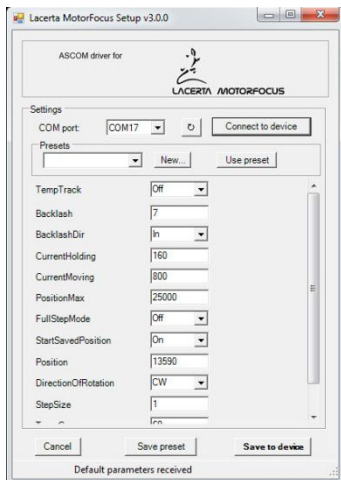 Lacerta MotorFocus Setup v3.0.0
ASCOM driver for
LACERTA MOTORFOCUS
Settings
COM port: COM17 Connect to device
Presets
New... Use preset
TempTrack Off
Backlash 7
BacklashDir In
CurrentHolding 160
CurrentMoving 800
PositionMax 25000
FullStepMode Off
StartSavedPosition On
Position 13590
DirectionOfRotation CW
StepSize 1
Cancel Save preset Save to device
Default parameters received